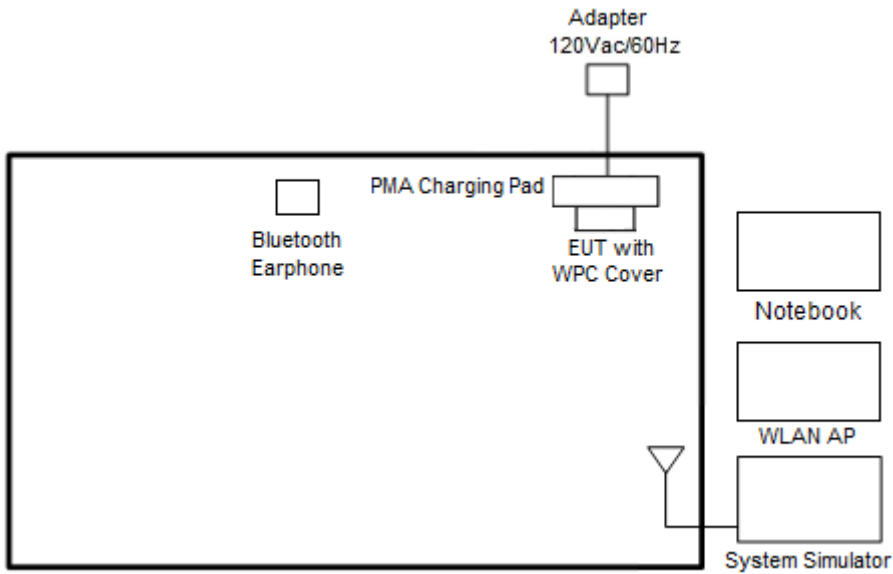 Adapter
120Vac/60Hz
PMA Charging Pad
Bluetooth
Earphone
EUT with
WPC Cover
Notebook
WLAN AP
System Simulator